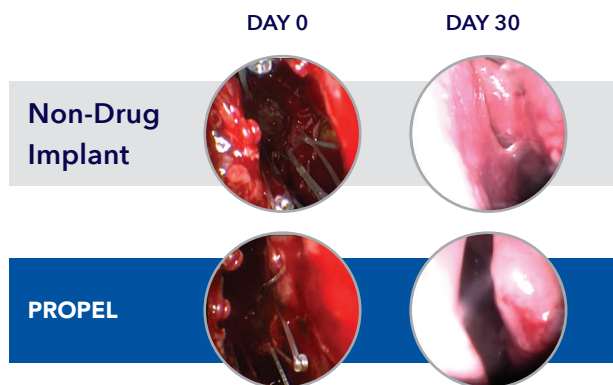 DAY 0
DAY 30
Non-Drug
Implant
PROPEL